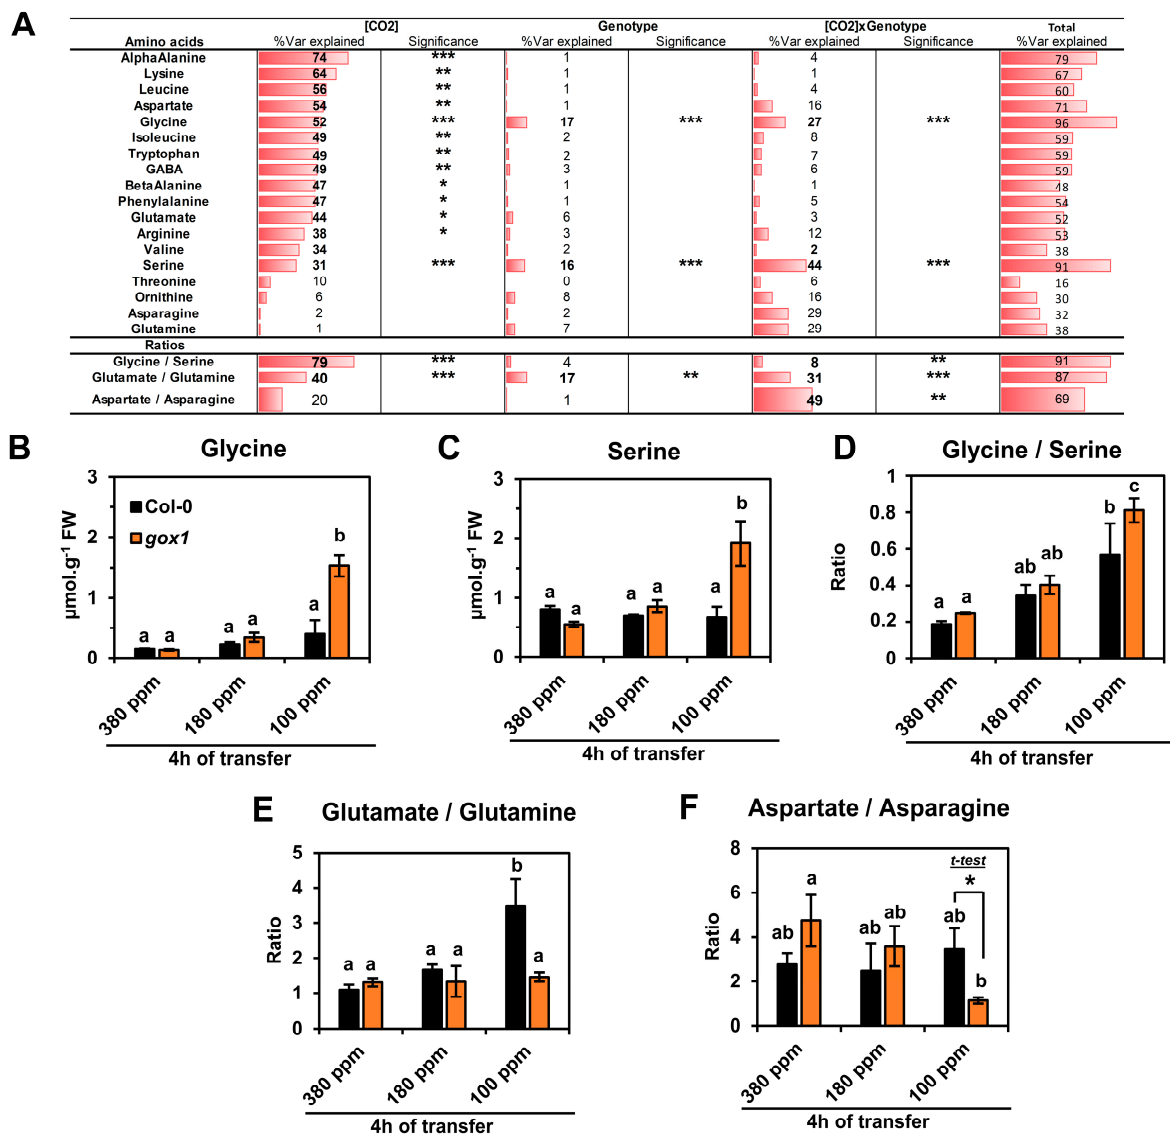 A
[CO2] Genotype [CO2]xGenotype Total
Amino acids %Var explained Significance %Var explained Significance %Var explained Significance %Var explained
AlphaAlanine 74 *** 1 4 79
Lysine 64 ** 1 1 67
Leucine 56 ** 1 4 60
Aspartate 54 ** 1 16 71
Glycine 52 *** 17 *** 27 *** 96
Isoleucine 49 ** 2 8 59
Tryptophan 49 ** 2 7 59
GABA 49 ** 3 6 59
BetaAlanine 47 * 1 1 48
Phenylalanine 47 * 1 5 54
Glutamate 44 * 6 3 52
Arginine 38 * 3 12 53
Valine 34 2 2 38
Serine 31 *** 16 *** 44 *** 91
Threonine 10 0 6 16
Ornithine 6 8 16 30
Asparagine 2 2 29 32
Glutamine 1 7 29 38
Ratios
Glycine / Serine 79 *** 4 8 ** 91
Glutamate / Glutamine 40 *** 17 ** 31 *** 87
Aspartate / Asparagine 20 1 49 ** 69
B
Glycine
µmol.g-1 FW
3
2
1
0
Col-0
gox1
a a a a a b
380 ppm 180 ppm 100 ppm
4h of transfer
C
Serine
µmol.g-1 FW
3
2
1
0
a a a a a b
380 ppm 180 ppm 100 ppm
4h of transfer
D
Glycine / Serine
Ratio
1
0.8
0.6
0.4
0.2
0
a a ab ab b c
380 ppm 180 ppm 100 ppm
4h of transfer
E
Glutamate / Glutamine
Ratio
5
4
3
2
1
0
a a a a b a
380 ppm 180 ppm 100 ppm
4h of transfer
F
Aspartate / Asparagine
Ratio
8
6
4
2
0
t-test
*
ab a ab ab ab b
380 ppm 180 ppm 100 ppm
4h of transfer